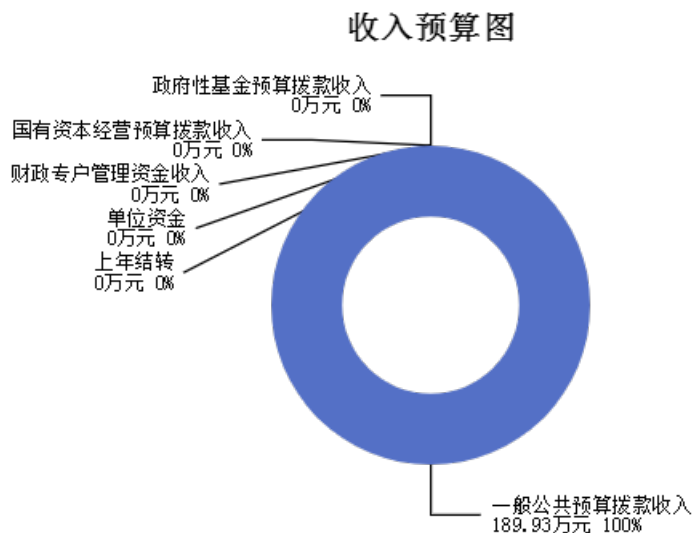 收入预算图
政府性基金预算拨款收入
0万元 0%
国有资本经营预算拨款收入
0万元 0%
财政专户管理资金收入
0万元 0%
单位资金
0万元 0%
上年结转
0万元 0%
一般公共预算拨款收入
189.93万元 100%